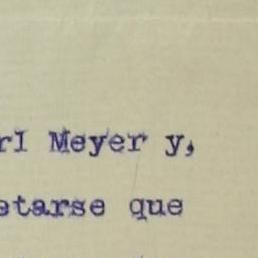 rl Meyer y,
etarse que